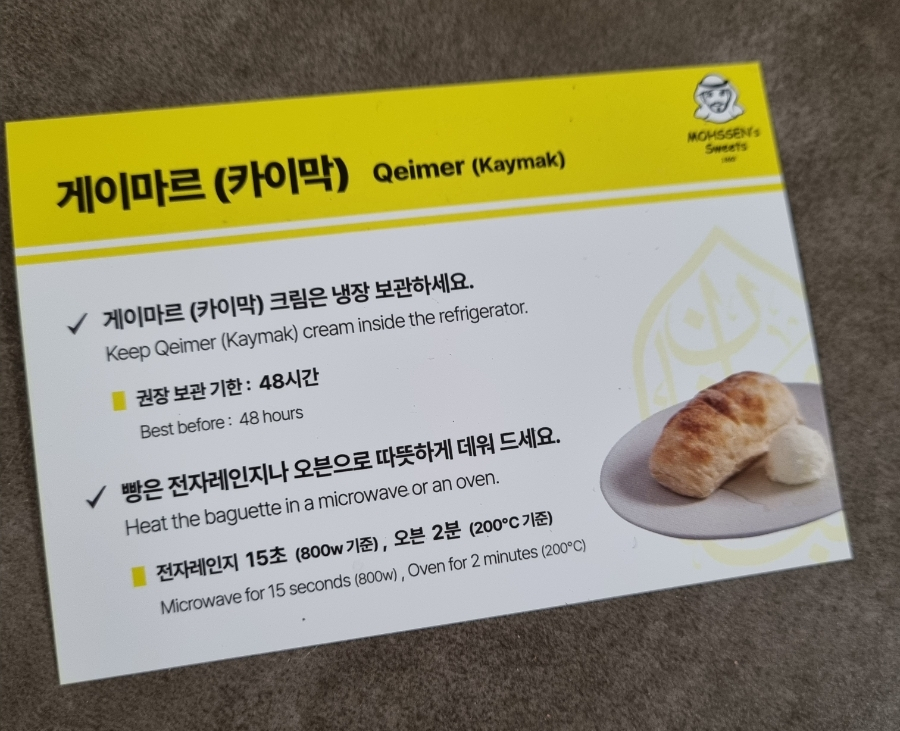 게이마르 (카이막) Qeimer (Kaymak)
MOHSSEN's
Sweets
게이마르 (카이막) 크림은 냉장 보관하세요.
Keep Qeimer (Kaymak) cream inside the refrigerator.
권장 보관 기한 : 48시간
Best before : 48 hours
빵은 전자레인지나 오븐으로 따뜻하게 데워 드세요.
Heat the baguette in a microwave or an oven.
전자레인지 15초 (800w 기준) , 오븐 2분 (200°C 기준)
Microwave for 15 seconds (800w) , Oven for 2 minutes (200°C)